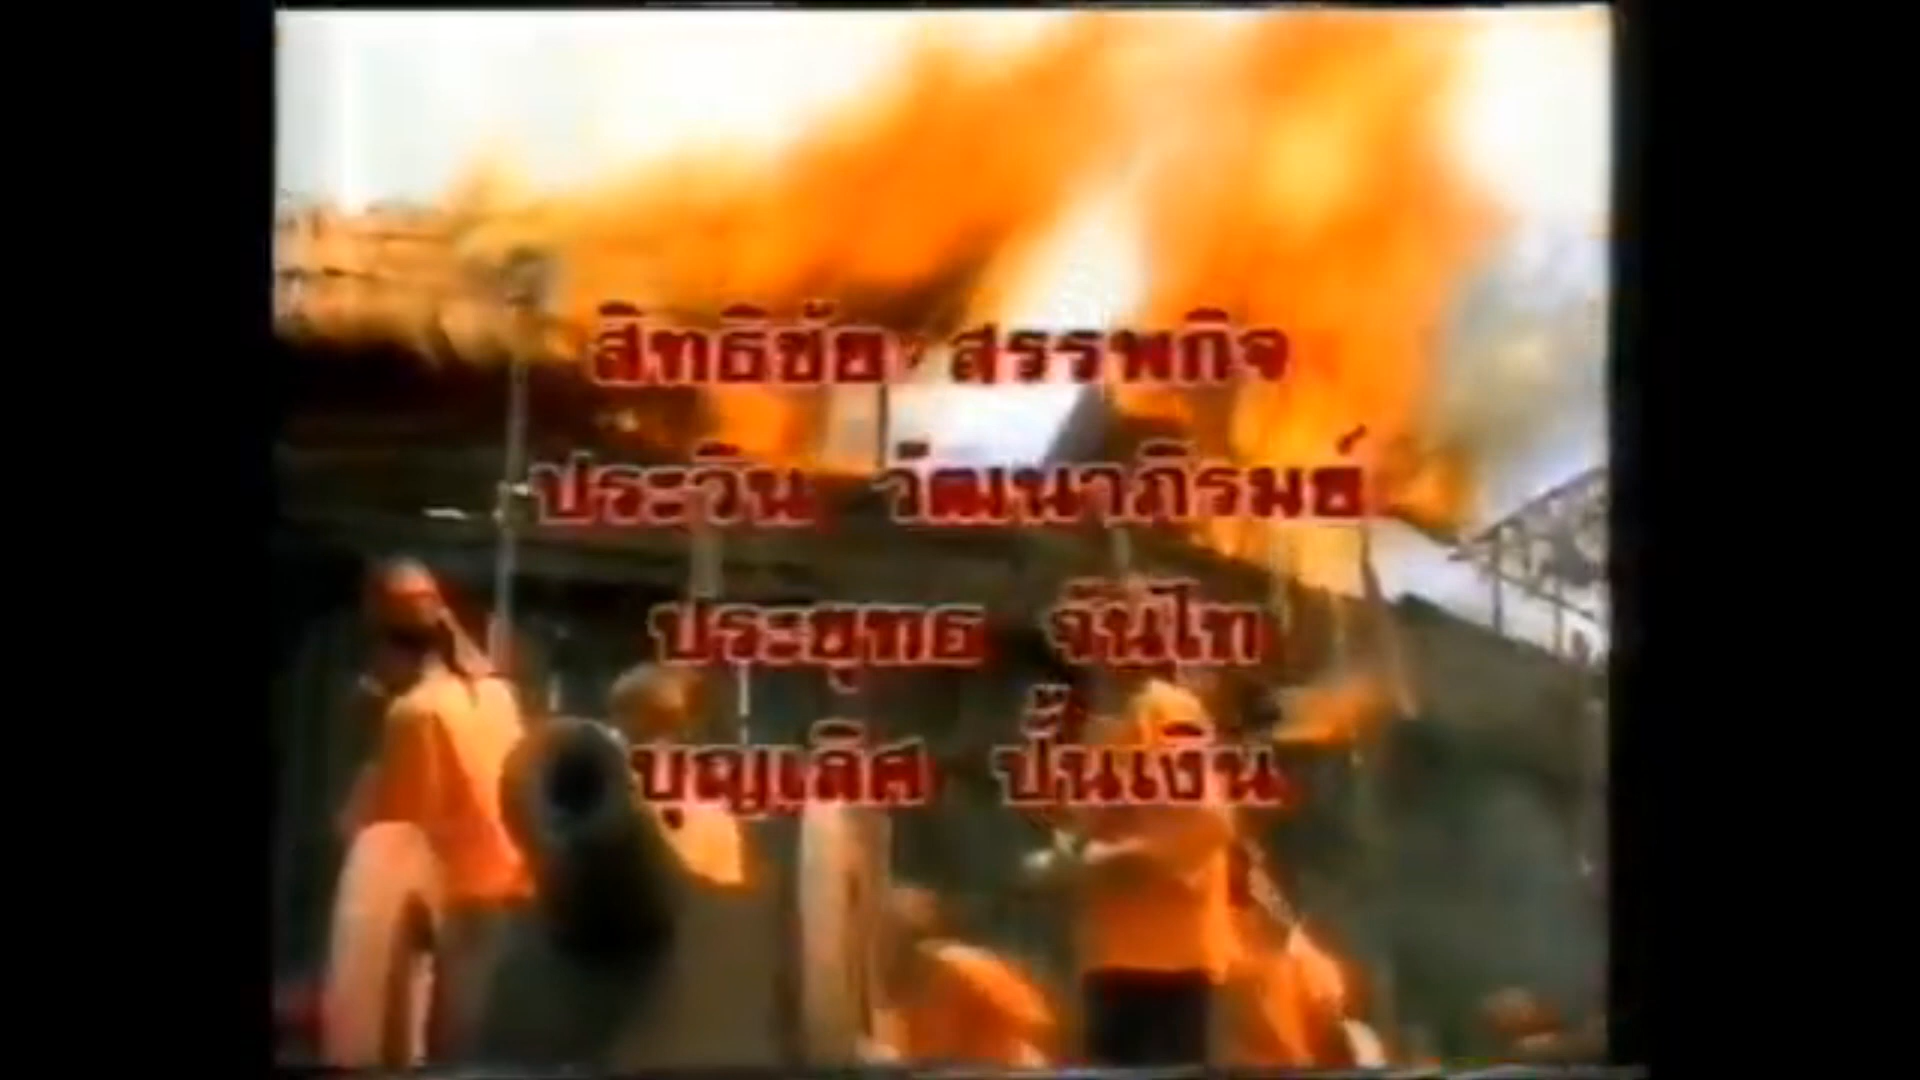 สิทธิชัย สรรพกิจ
ประวิน วัฒนาภิรมย์
ประยุทธ จันไท
บุญเลิศ ปั้นเงิน